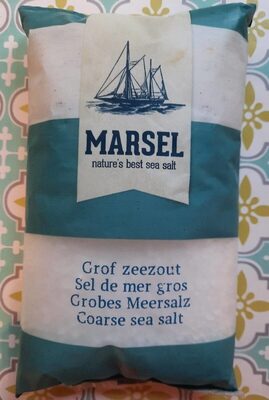 MARSEL
nature's best sea salt
Grof zeezout
Sel de mer gros
Grobes Meersalz
Coarse sea salt